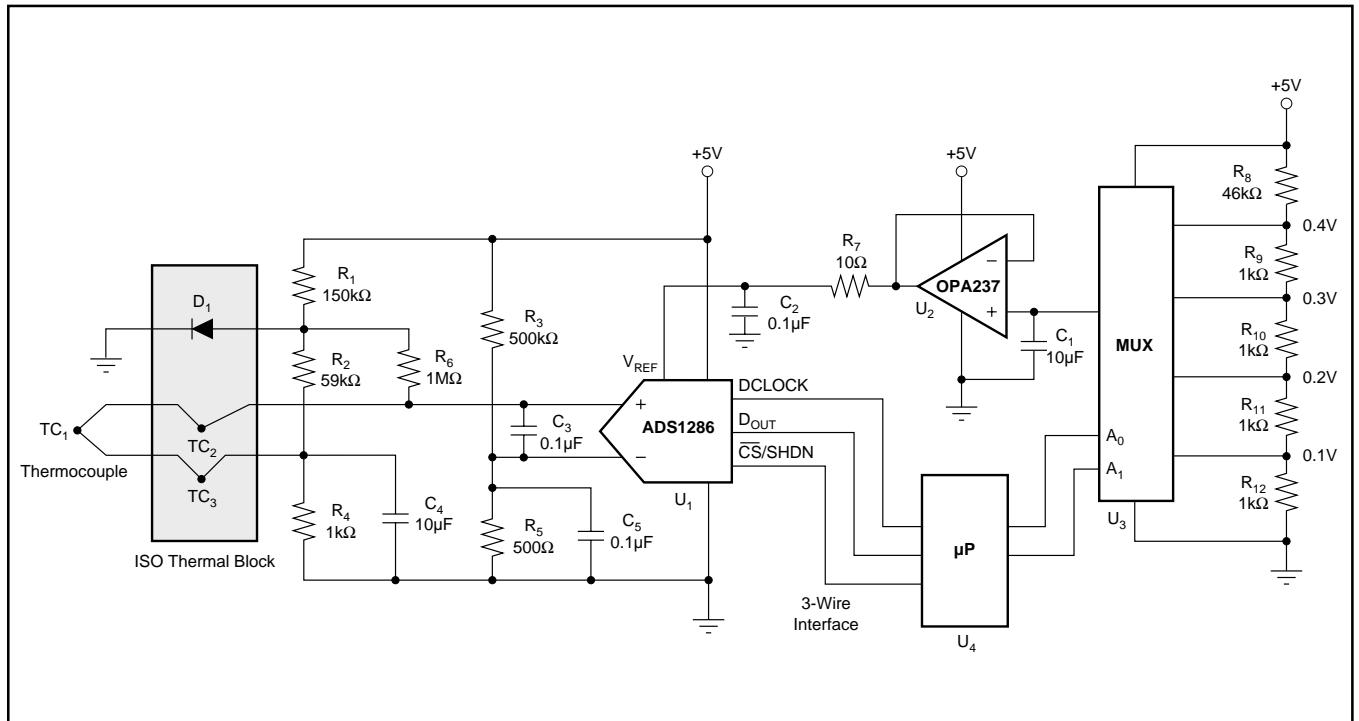 +5V
R8
46kΩ
0.4V
R9
1kΩ
0.3V
R10
1kΩ
0.2V
R11
1kΩ
0.1V
R12
1kΩ
MUX
A0
A1
U3
+5V
R7
10Ω
–
OPA237
+
U2
C1
10µF
C2
0.1µF
+5V
R1
150kΩ
D1
R3
500kΩ
R2
59kΩ
R6
1MΩ
VREF
DCLOCK
DOUT
CS/SHDN
+
ADS1286
–
U1
C3
0.1µF
TC1
Thermocouple
TC2
TC3
R4
1kΩ
C4
10µF
R5
500Ω
C5
0.1µF
ISO Thermal Block
3-Wire
Interface
µP
U4